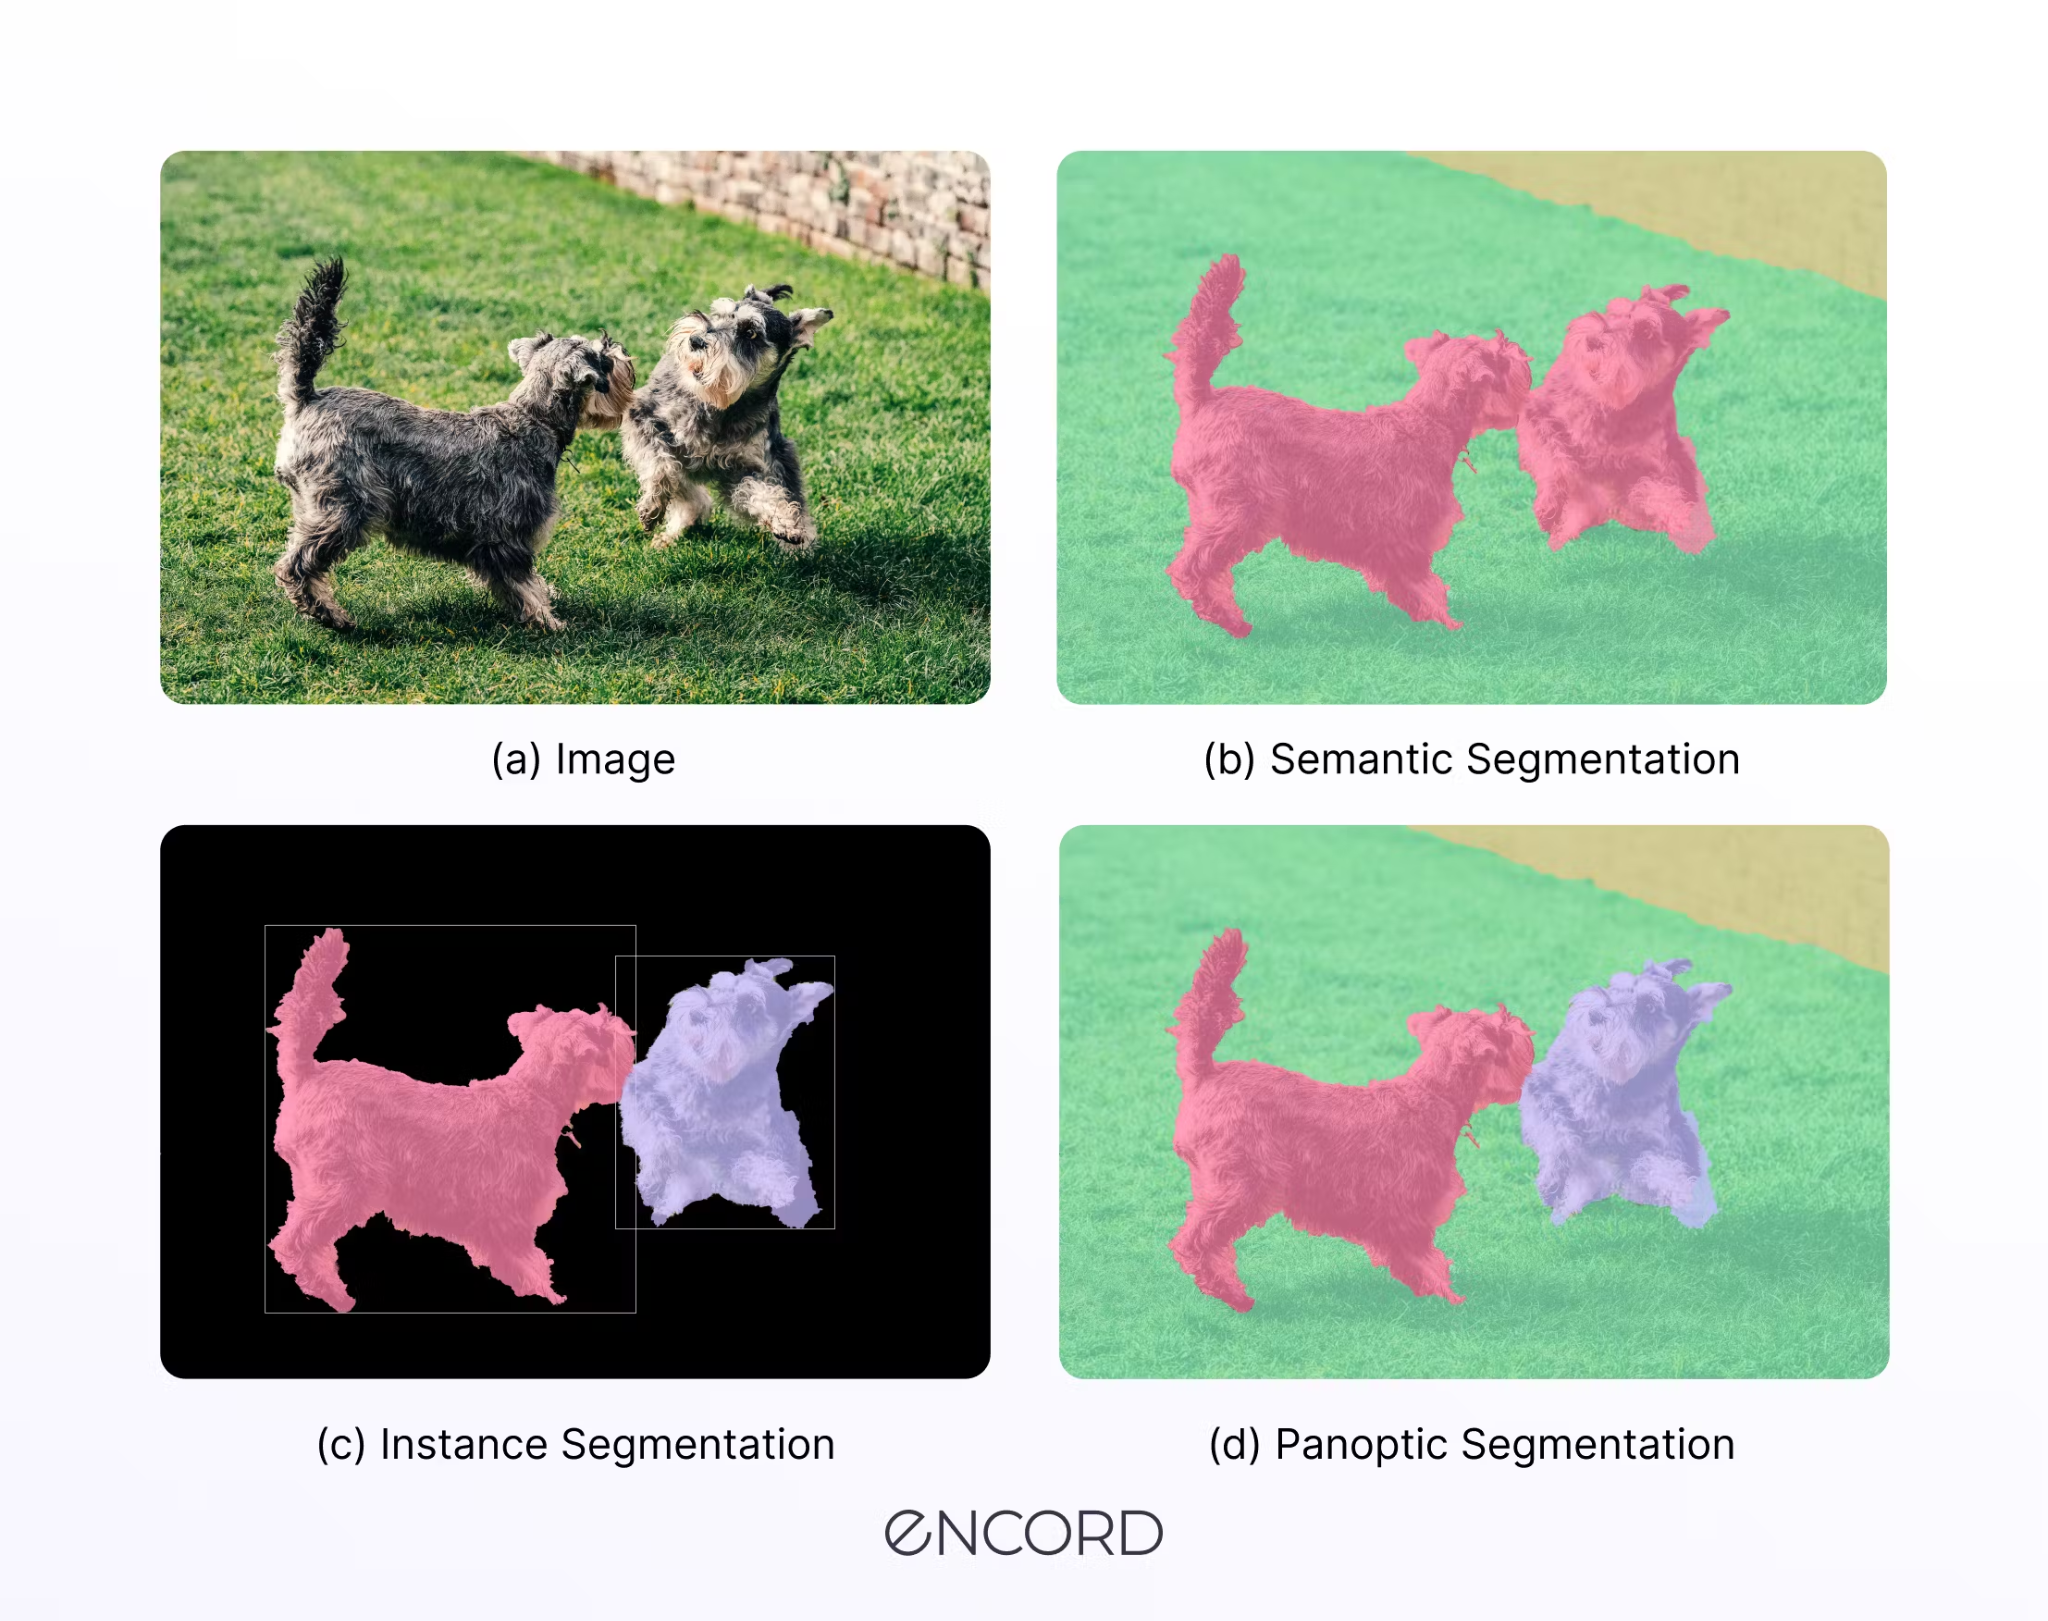 (a) Image
(b) Semantic Segmentation
(c) Instance Segmentation
(d) Panoptic Segmentation
eNCORD